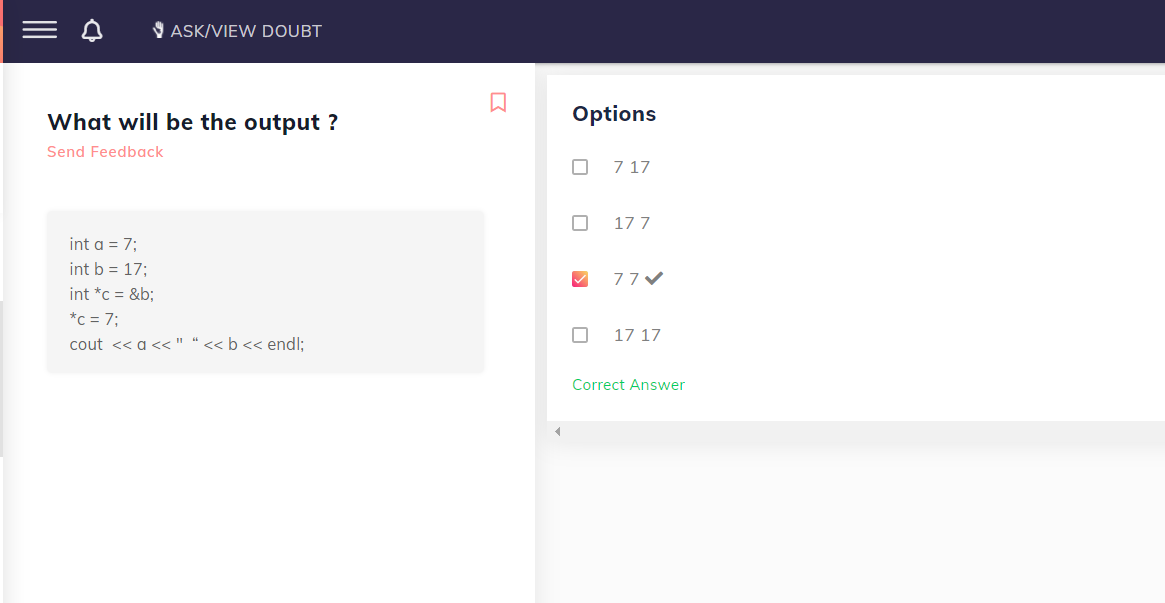 ASK/VIEW DOUBT
What will be the output ?
Send Feedback
int a = 7;
int b = 17;
int *c = &b;
*c = 7;
cout  << a << "  “ << b << endl;
Options
7 17
17 7
7 7
17 17
Correct Answer